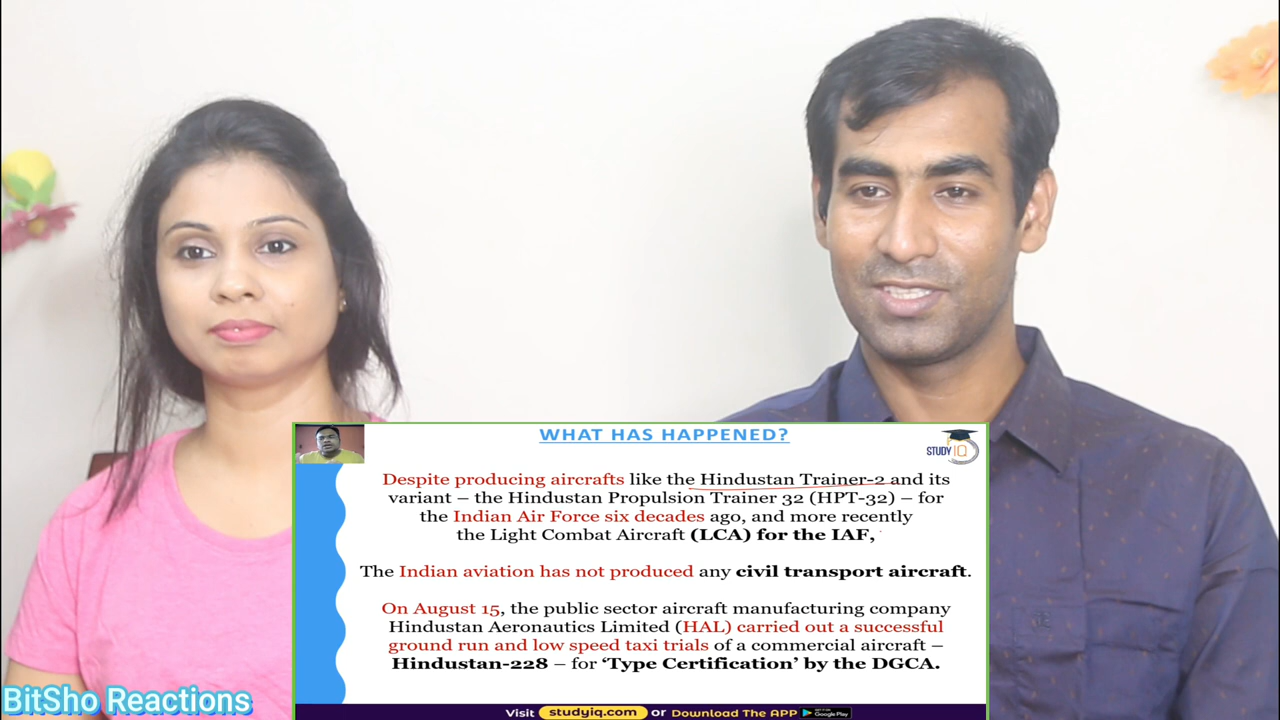 WHAT HAS HAPPENED?
STUDY IQ
Despite producing aircrafts like the Hindustan Trainer-2 and its
variant – the Hindustan Propulsion Trainer 32 (HPT-32) – for
the Indian Air Force six decades ago, and more recently
the Light Combat Aircraft (LCA) for the IAF,
The Indian aviation has not produced any civil transport aircraft.
On August 15, the public sector aircraft manufacturing company
Hindustan Aeronautics Limited (HAL) carried out a successful
ground run and low speed taxi trials of a commercial aircraft –
Hindustan-228 – for ‘Type Certification’ by the DGCA.
BitSho Reactions
Visit studyiq.com or Download The APP GET IT ON Google Play